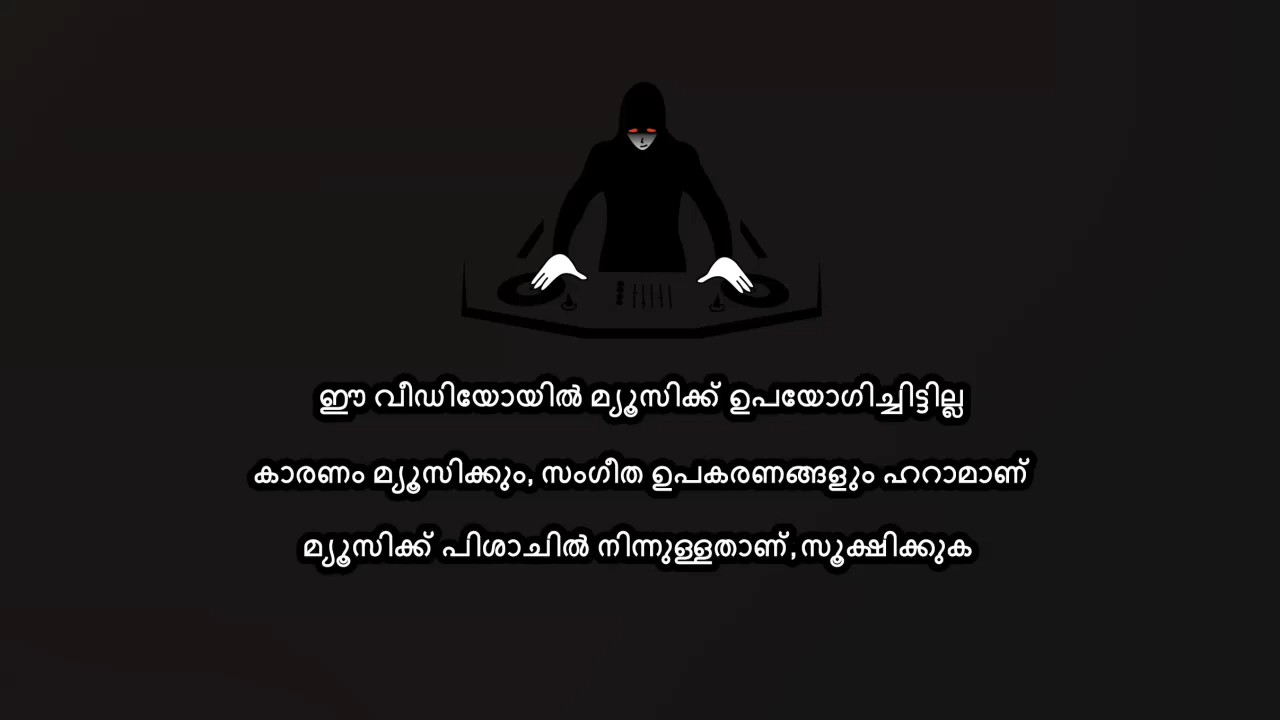 ഈ വീഡിയോയിൽ മ്യൂസിക്ക് ഉപയോഗിച്ചിട്ടില്ല
കാരണം മ്യൂസിക്കും, സംഗീത ഉപകരണങ്ങളും ഹറാമാണ്
മ്യൂസിക്ക് പിശാചിൽ നിന്നുള്ളതാണ്,സൂക്ഷിക്കുക